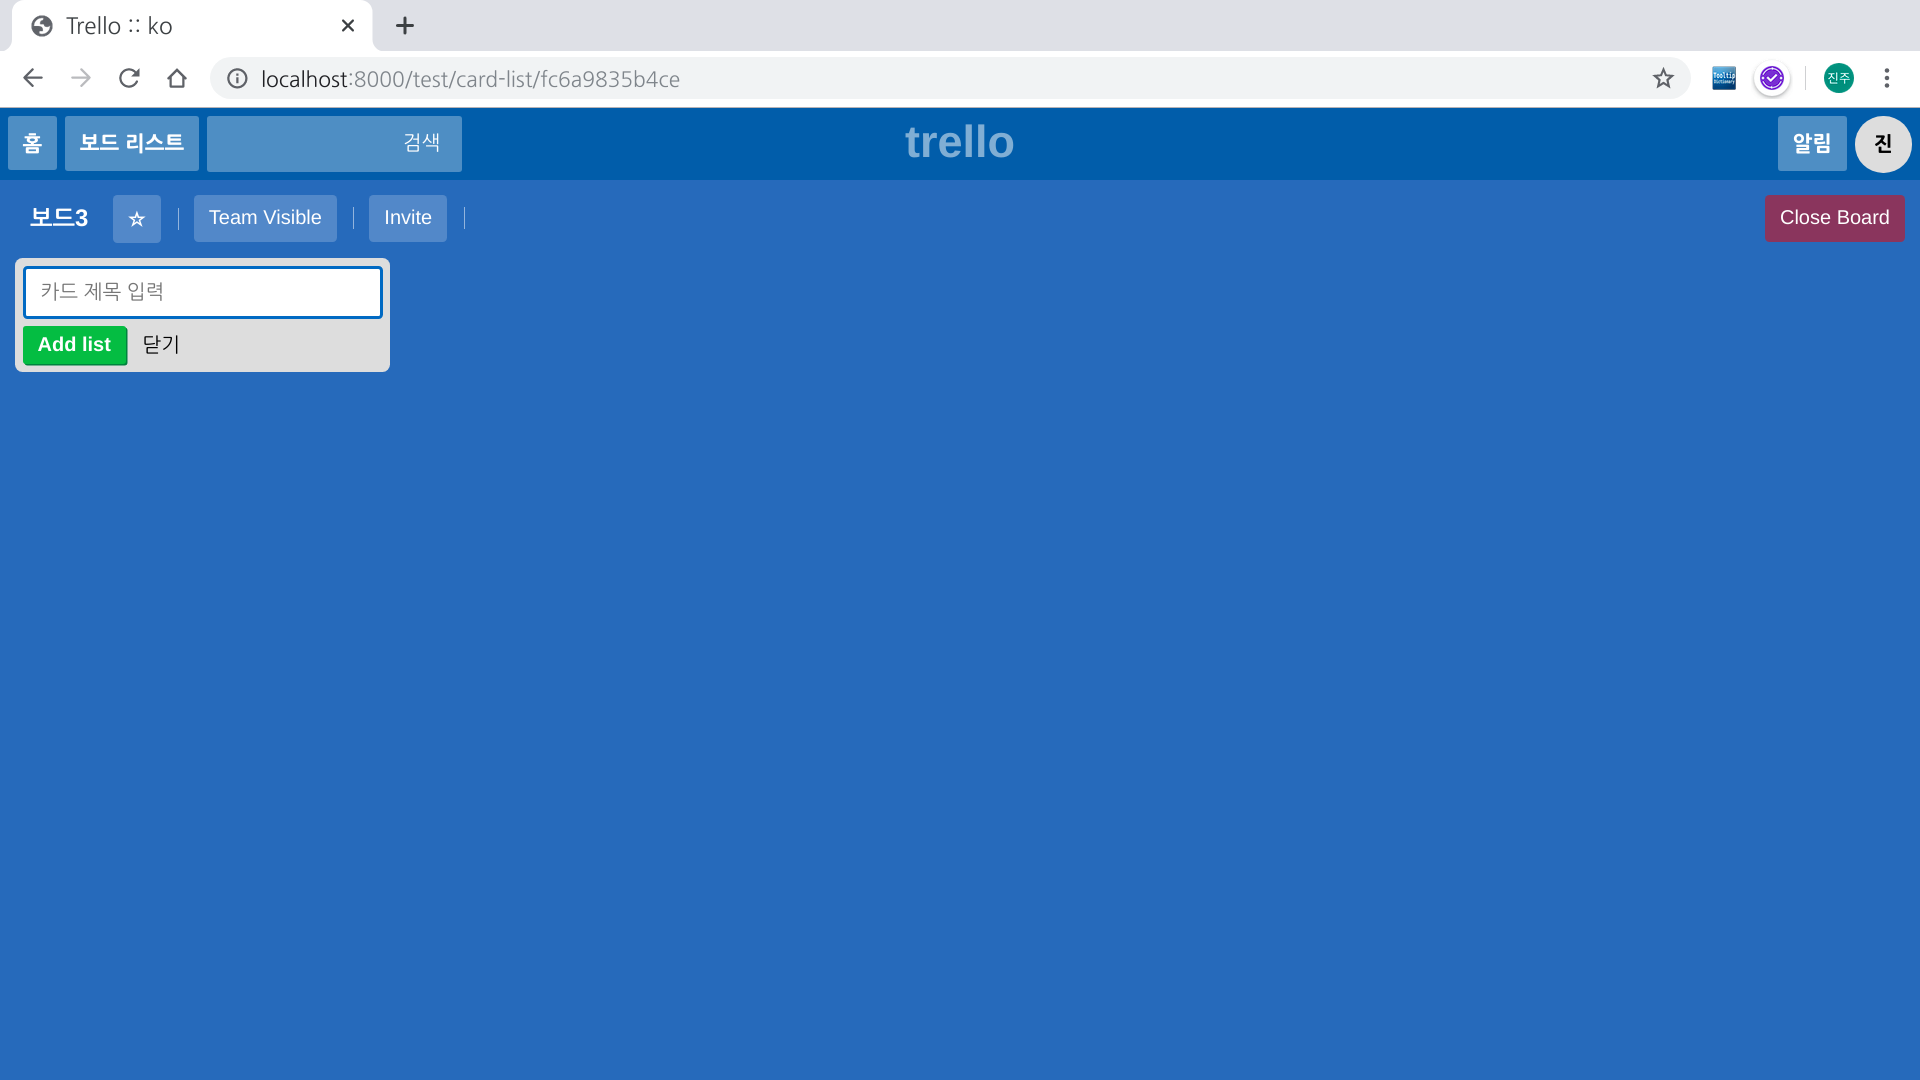 Trello :: ko
localhost:8000/test/card-list/fc6a9835b4ce
Tooltip
진주
홈 보드 리스트 검색 trello 알림 진
보드3 Team Visible Invite Close Board
카드 제목 입력
Add list 닫기